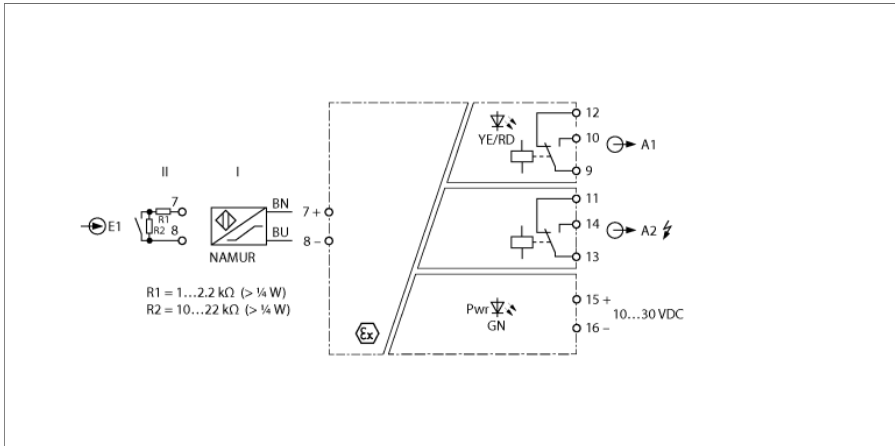 12
YE/RD
10
A1
9
II
I
11
7
BN
7 +
14
E1
R1
R2
A2
8
BU
8 –
13
NAMUR
R1 = 1...2.2 kΩ (> ¼ W)
R2 = 10...22 kΩ (> ¼ W)
Pwr
GN
15 +
10...30 VDC
16 –
Ex